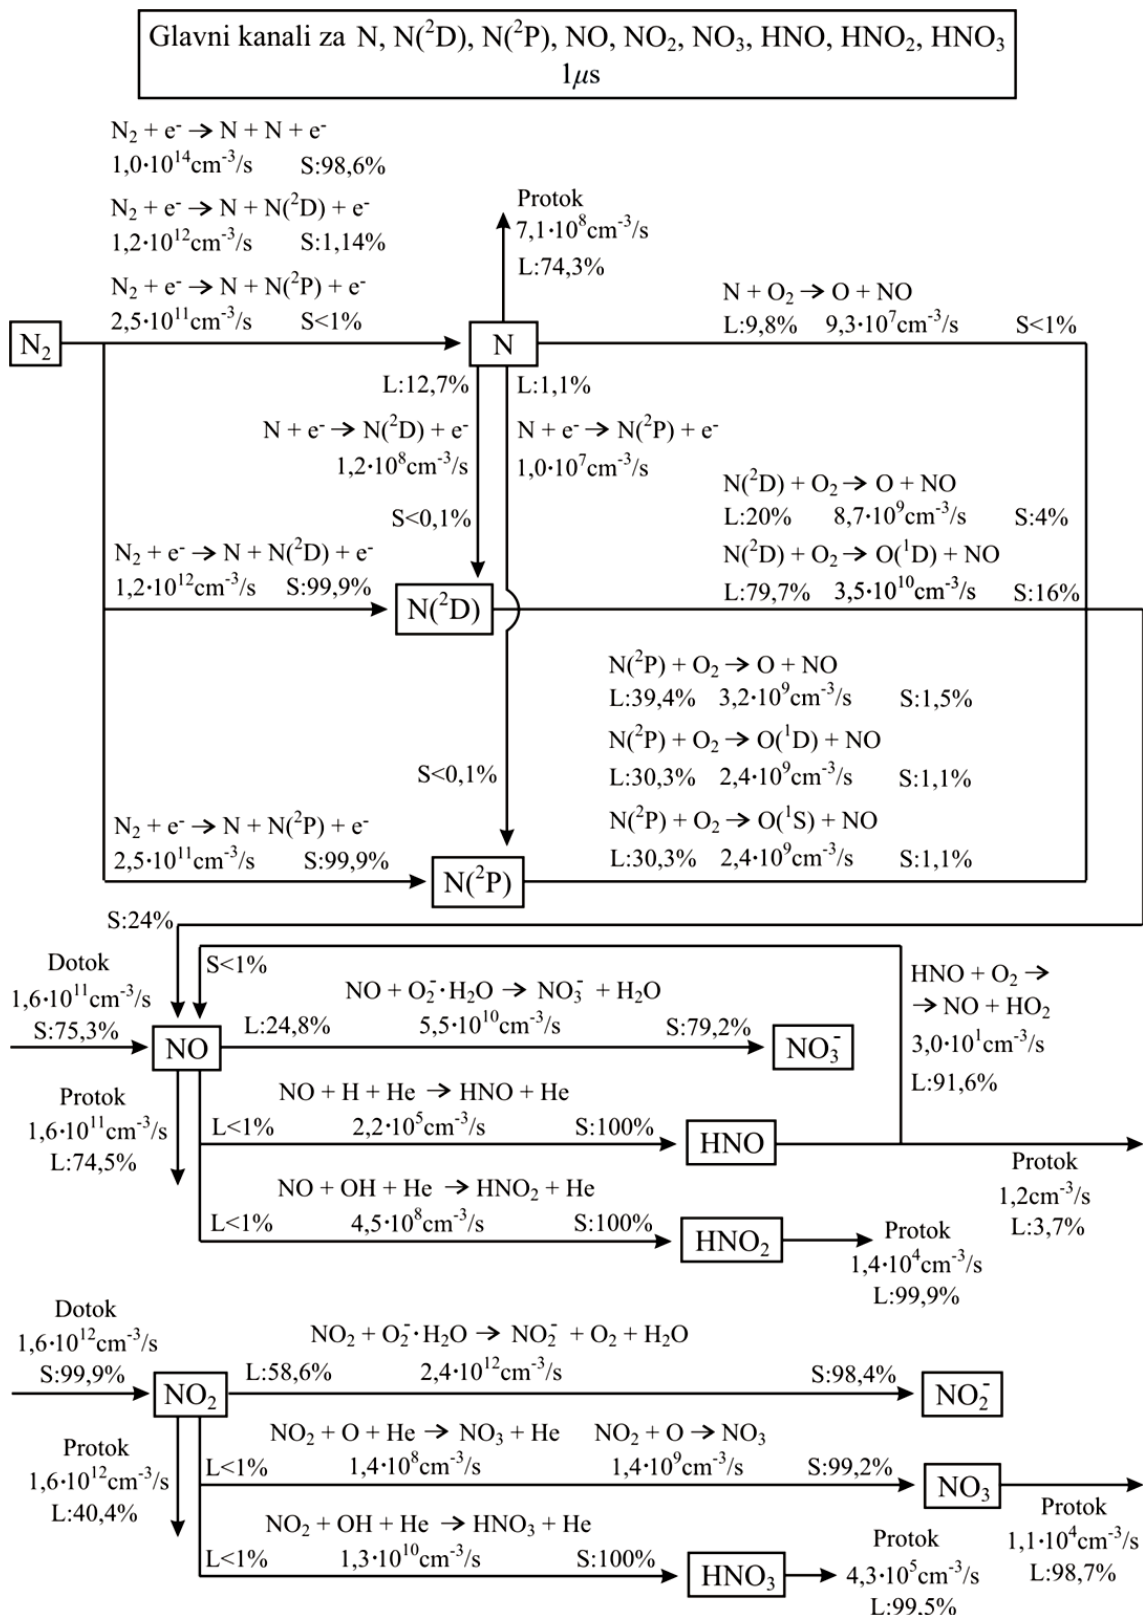 Glavni kanali za N, N(²D), N(²P), NO, NO₂, NO₃, HNO, HNO₂, HNO₃
1μs
N₂ + e⁻ → N + N + e⁻
1,0·10¹⁴cm⁻³/s S:98,6%
N₂ + e⁻ → N + N(²D) + e⁻
1,2·10¹²cm⁻³/s S:1,14%
N₂ + e⁻ → N + N(²P) + e⁻
2,5·10¹¹cm⁻³/s S<1%
Protok
7,1·10⁸cm⁻³/s
L:74,3%
N + O₂ → O + NO
L:9,8% 9,3·10⁷cm⁻³/s S<1%
N₂
N
L:12,7%
L:1,1%
N + e⁻ → N(²D) + e⁻
1,2·10⁸cm⁻³/s
N + e⁻ → N(²P) + e⁻
1,0·10⁷cm⁻³/s
S<0,1%
N(²D) + O₂ → O + NO
L:20% 8,7·10⁹cm⁻³/s S:4%
N(²D) + O₂ → O(¹D) + NO
L:79,7% 3,5·10¹⁰cm⁻³/s S:16%
N₂ + e⁻ → N + N(²D) + e⁻
1,2·10¹²cm⁻³/s S:99,9%
N(²D)
N(²P) + O₂ → O + NO
L:39,4% 3,2·10⁹cm⁻³/s S:1,5%
N(²P) + O₂ → O(¹D) + NO
L:30,3% 2,4·10⁹cm⁻³/s S:1,1%
N(²P) + O₂ → O(¹S) + NO
L:30,3% 2,4·10⁹cm⁻³/s S:1,1%
S<0,1%
N₂ + e⁻ → N + N(²P) + e⁻
2,5·10¹¹cm⁻³/s S:99,9%
N(²P)
S:24%
S<1%
Dotok
1,6·10¹¹cm⁻³/s
S:75,3%
NO
NO + O₂⁻·H₂O → NO₃⁻ + H₂O
L:24,8% 5,5·10¹⁰cm⁻³/s S:79,2%
NO₃⁻
HNO + O₂ →
→ NO + HO₂
3,0·10¹cm⁻³/s
L:91,6%
Protok
1,6·10¹¹cm⁻³/s
L:74,5%
NO + H + He → HNO + He
L<1% 2,2·10⁵cm⁻³/s S:100%
HNO
Protok
1,2cm⁻³/s
L:3,7%
NO + OH + He → HNO₂ + He
L<1% 4,5·10⁸cm⁻³/s S:100%
HNO₂
Protok
1,4·10⁴cm⁻³/s
L:99,9%
Dotok
1,6·10¹²cm⁻³/s
S:99,9%
NO₂
NO₂ + O₂⁻·H₂O → NO₂⁻ + O₂ + H₂O
L:58,6% 2,4·10¹²cm⁻³/s S:98,4%
NO₂⁻
Protok
1,6·10¹²cm⁻³/s
L:40,4%
NO₂ + O + He → NO₃ + He NO₂ + O → NO₃
L<1% 1,4·10⁸cm⁻³/s 1,4·10⁹cm⁻³/s S:99,2%
NO₃
Protok
1,1·10⁴cm⁻³/s
L:98,7%
NO₂ + OH + He → HNO₃ + He
L<1% 1,3·10¹⁰cm⁻³/s S:100%
HNO₃
Protok
4,3·10⁵cm⁻³/s
L:99,5%